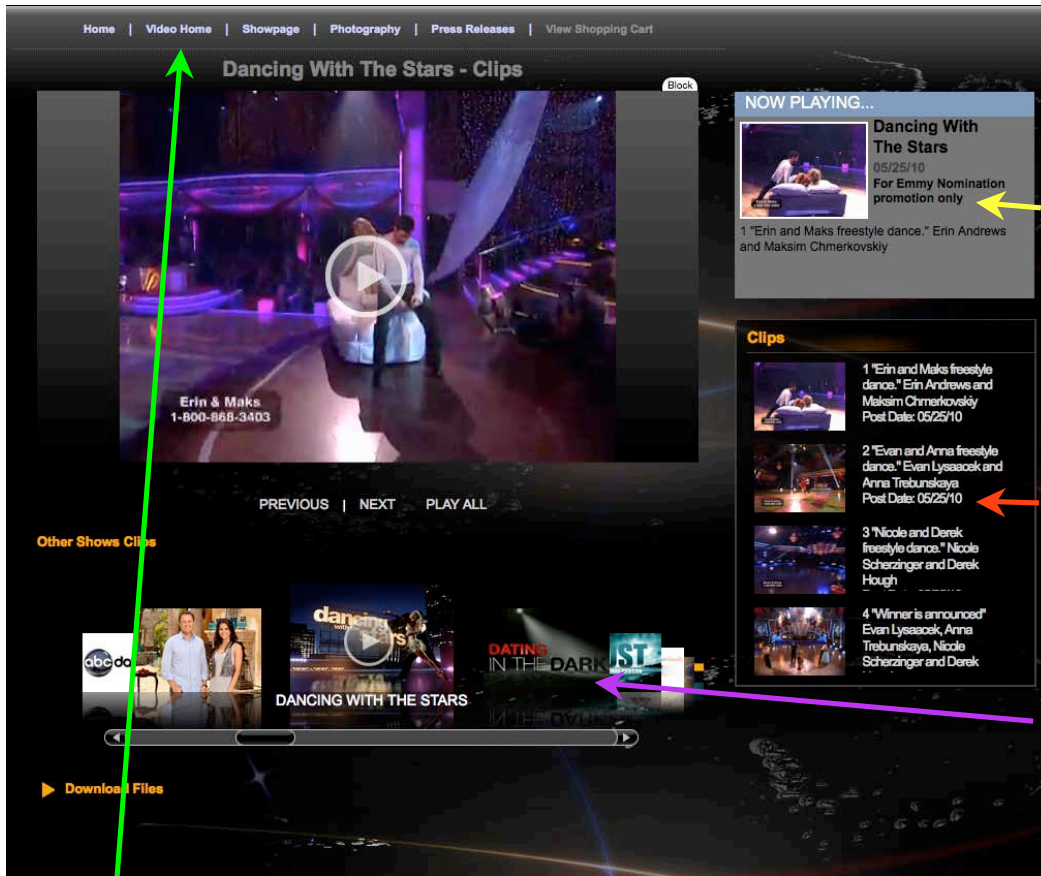 Home | Video Home | Showpage | Photography | Press Releases | View Shopping Cart
Dancing With The Stars - Clips
Block
Erin & Maks
1-800-868-3403
PREVIOUS | NEXT PLAY ALL
NOW PLAYING...
Dancing With
The Stars
05/25/10
For Emmy Nomination
promotion only
1 "Erin and Maks freestyle dance." Erin Andrews
and Maksim Chmerkovskiy
Clips
1 "Erin and Maks freestyle
dance." Erin Andrews and
Maksim Chmerkovskiy
Post Date: 05/25/10
2 "Evan and Anna freestyle
dance." Evan Lysaacek and
Anna Trebunskaya
Post Date: 05/25/10
3 "Nicole and Derek
freestyle dance." Nicole
Scherzinger and Derek
Hough
4 "Winner is announced"
Evan Lysaacek, Anna
Trebunskaya, Nicole
Scherzinger and Derek
Other Shows Clips
abc
dancing
with the stars
DANCING WITH THE STARS
DATING
IN THE DARK
Download Files